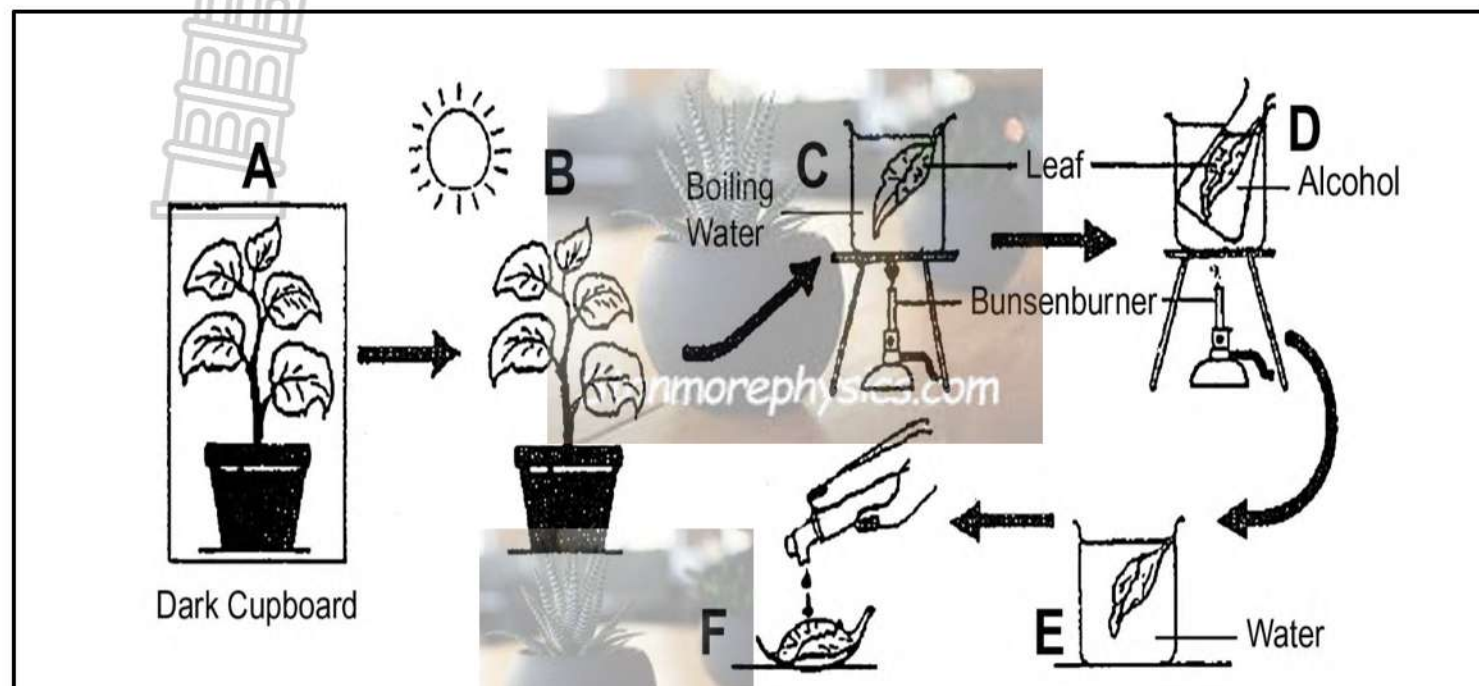 A
B
C
D
Boiling
Water
Leaf
Alcohol
Bunsenburner
nmorephysics.com
Dark Cupboard
F
E
Water